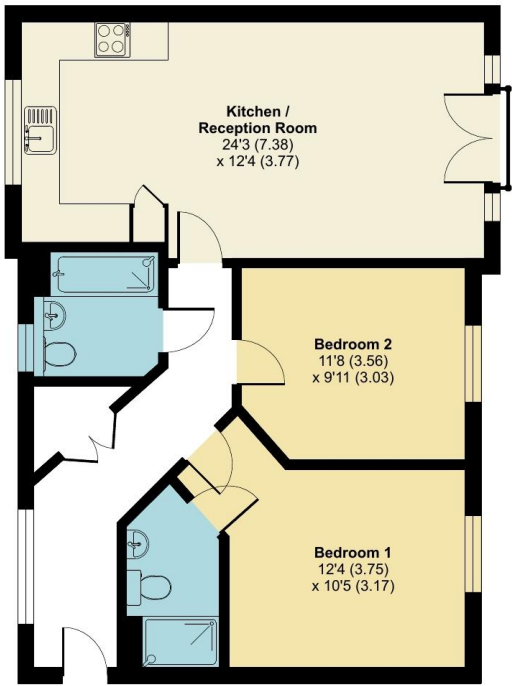 Kitchen /
Reception Room
24'3 (7.38)
x 12'4 (3.77)
Bedroom 2
11'8 (3.56)
x 9'11 (3.03)
Bedroom 1
12'4 (3.75)
x 10'5 (3.17)